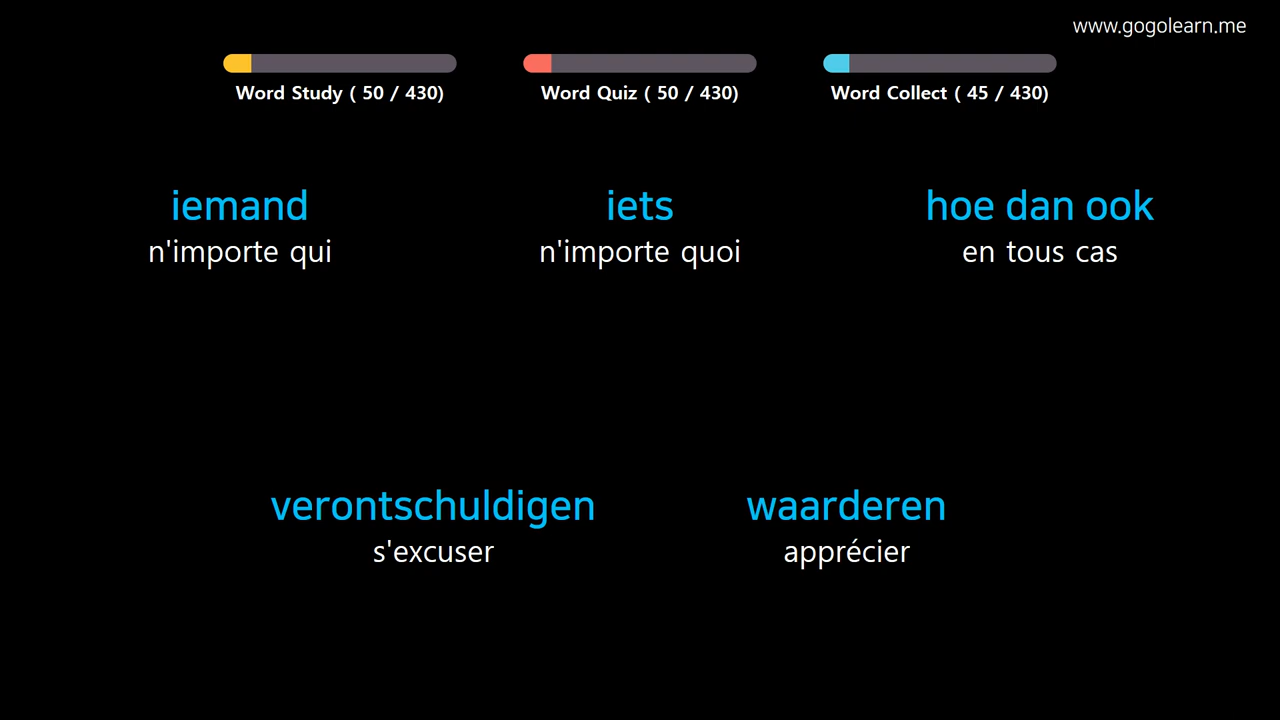 www.gogolearn.me
Word Study ( 50 / 430)
Word Quiz ( 50 / 430)
Word Collect ( 45 / 430)
iemand
n'importe qui
iets
n'importe quoi
hoe dan ook
en tous cas
verontschuldigen
s'excuser
waarderen
apprécier